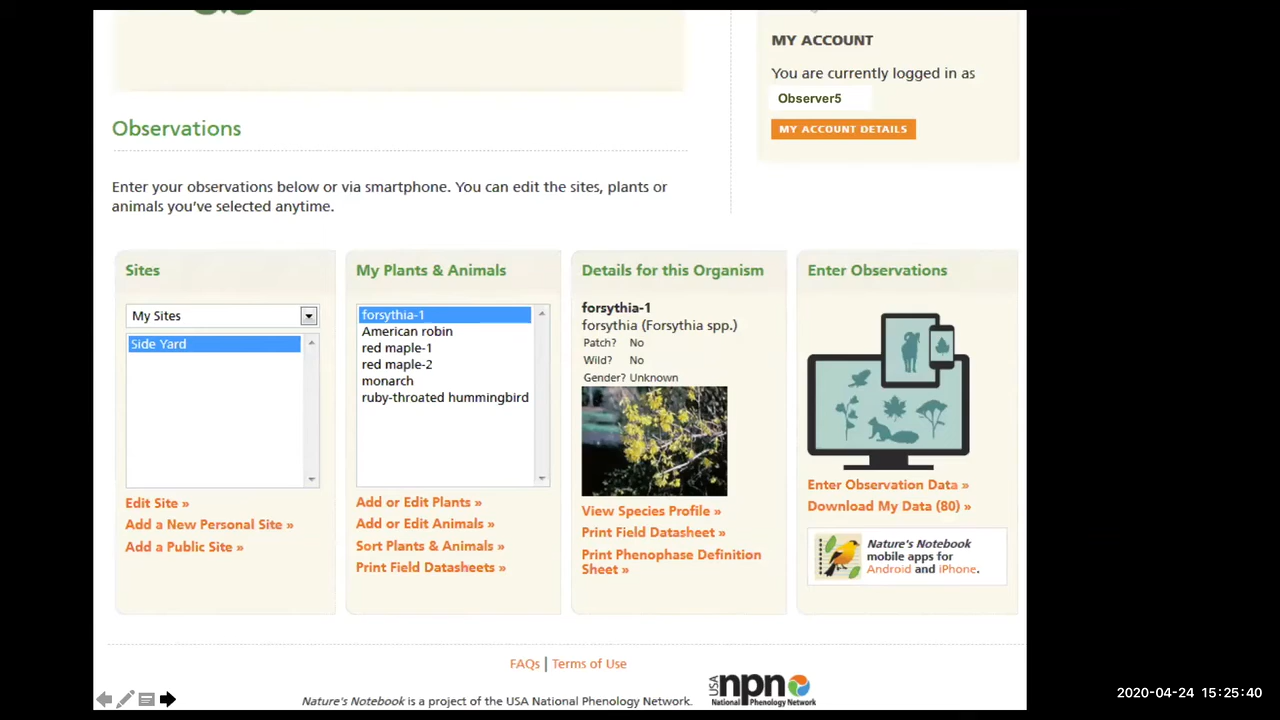 MY ACCOUNT
You are currently logged in as
Observer5
MY ACCOUNT DETAILS
Observations
Enter your observations below or via smartphone. You can edit the sites, plants or
animals you've selected anytime.
Sites
My Sites
Side Yard
Edit Site »
Add a New Personal Site »
Add a Public Site »
My Plants & Animals
forsythia-1
American robin
red maple-1
red maple-2
monarch
ruby-throated hummingbird
Add or Edit Plants »
Add or Edit Animals »
Sort Plants & Animals »
Print Field Datasheets »
Details for this Organism
forsythia-1
forsythia (Forsythia spp.)
Patch? No
Wild? No
Gender? Unknown
View Species Profile »
Print Field Datasheet »
Print Phenophase Definition
Sheet »
Enter Observations
Enter Observation Data »
Download My Data (80) »
Nature's Notebook
mobile apps for
Android and iPhone.
FAQs | Terms of Use
Nature's Notebook is a project of the USA National Phenology Network.
USA npn
National Phenology Network
2020-04-24 15:25:40